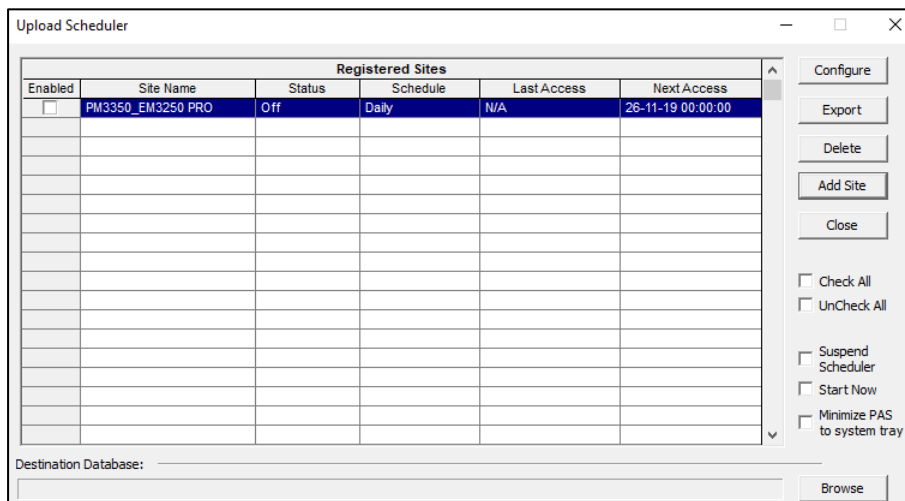 Upload Scheduler
Registered Sites
Enabled Site Name Status Schedule Last Access Next Access
PM3350_EM3250 PRO Off Daily N/A 26-11-19 00:00:00
Configure
Export
Delete
Add Site
Close
Check All
UnCheck All
Suspend
Scheduler
Start Now
Minimize PAS
to system tray
Destination Database:
Browse